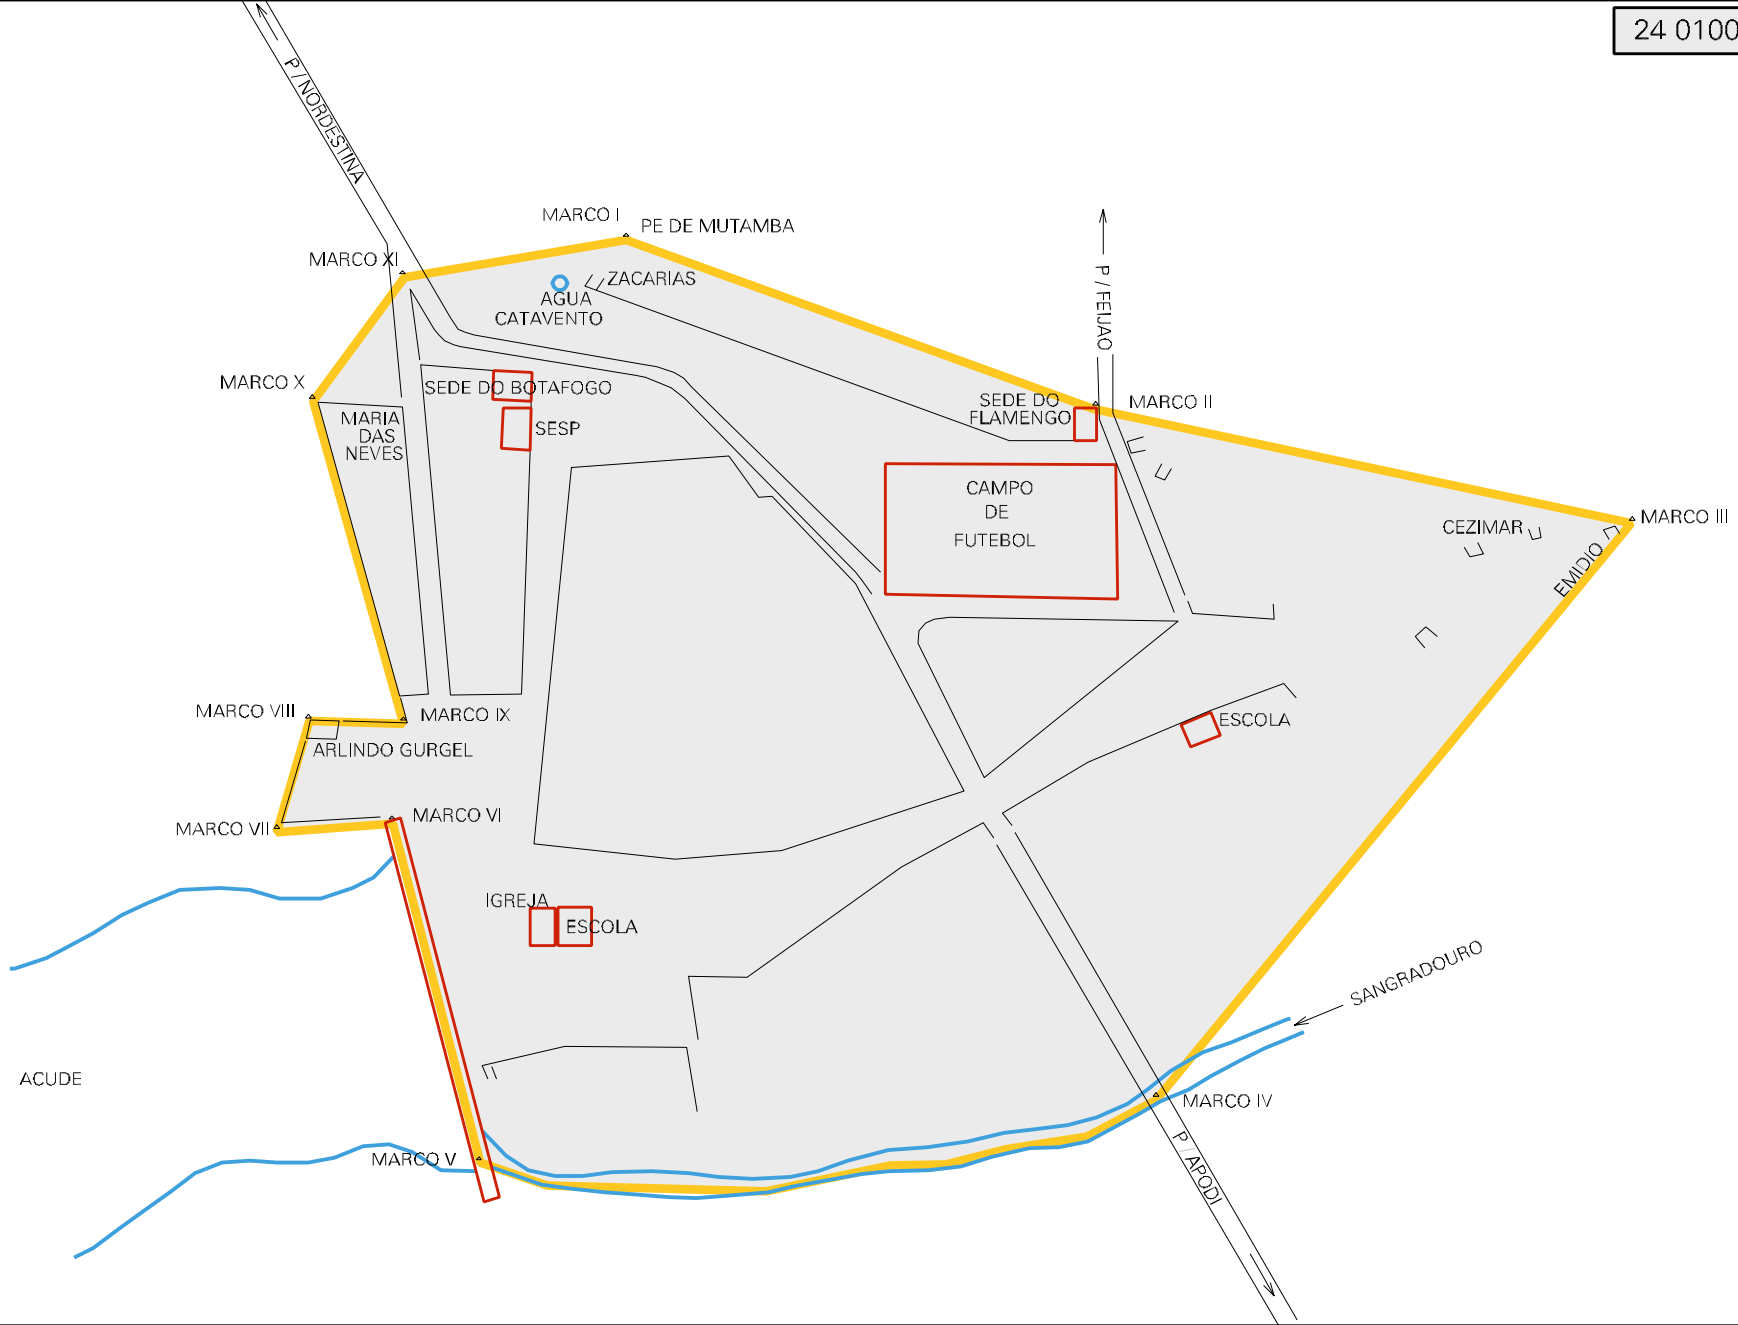 24 0100
P/NORDESTINA
MARCO I
PE DE MUTAMBA
MARCO XI
ZACARIAS
AGUA
CATAVENTO
P/FEIJAO
MARCO X
SEDE DO BOTAFOGO
SEDE DO
FLAMENGO
MARCO II
MARIA
DAS
NEVES
SESP
CAMPO
DE
FUTEBOL
CEZIMAR
MARCO III
EMIDIO
MARCO VIII
MARCO IX
ESCOLA
ARLINDO GURGEL
MARCO VII
MARCO VI
IGREJA
ESCOLA
SANGRADOURO
ACUDE
MARCO IV
MARCO V
P/APODI